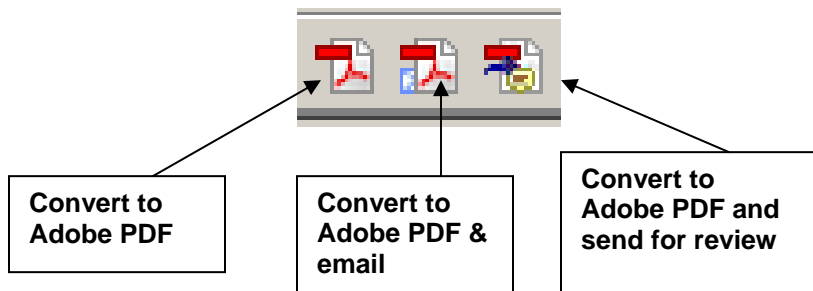 Convert to
Adobe PDF
Convert to
Adobe PDF &
email
Convert to
Adobe PDF and
send for review